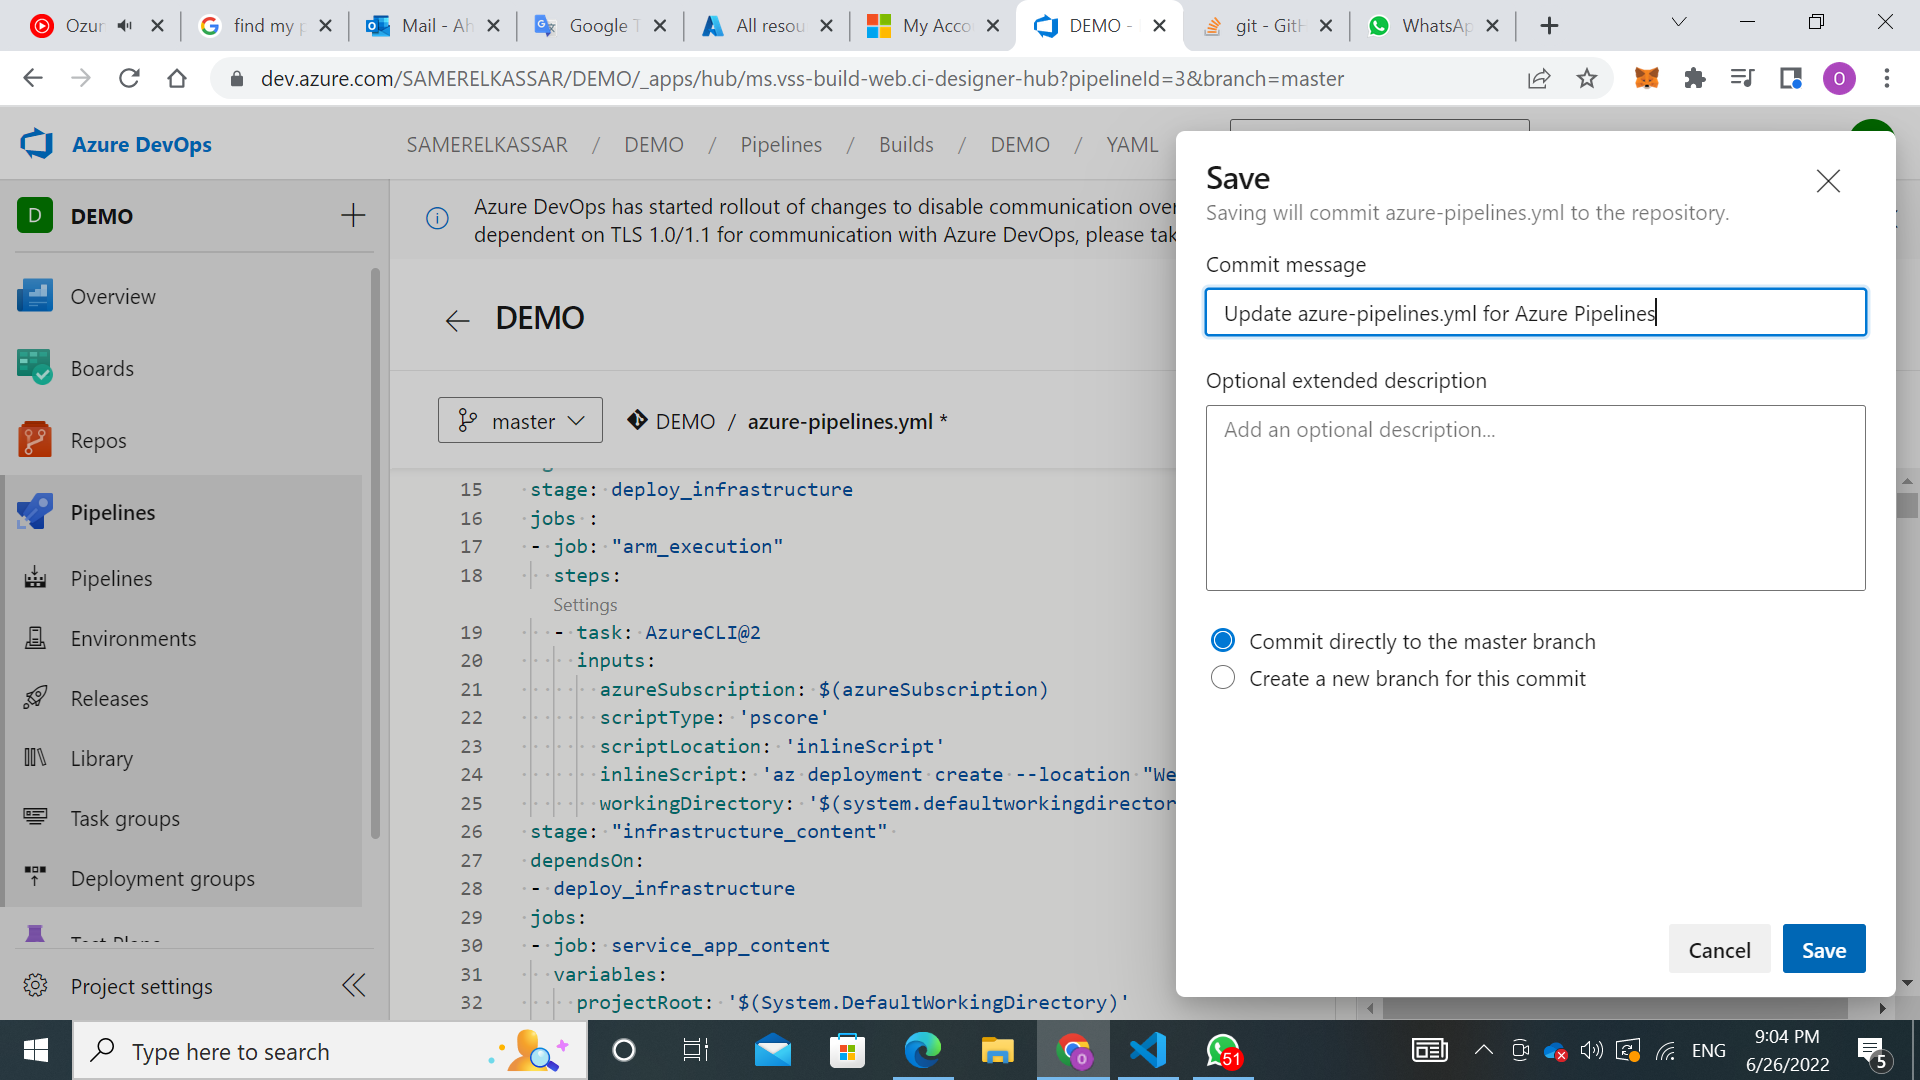 Ozur
find my p
Mail - Ah
Google T
All resou
My Acco
DEMO -
git - GitH
WhatsAp
dev.azure.com/SAMERELKASSAR/DEMO/_apps/hub/ms.vss-build-web.ci-designer-hub?pipelineId=3&branch=master
O
Azure DevOps
SAMERELKASSAR / DEMO / Pipelines / Builds / DEMO / YAML
D DEMO
Overview
Boards
Repos
Pipelines
Pipelines
Environments
Releases
Library
Task groups
Deployment groups
Project settings
Azure DevOps has started rollout of changes to disable communication over
dependent on TLS 1.0/1.1 for communication with Azure DevOps, please tak
DEMO
master
DEMO / azure-pipelines.yml *
15 stage: deploy_infrastructure
16 jobs :
17 - job: "arm_execution"
18 steps:
Settings
19 - task: AzureCLI@2
20 inputs:
21 azureSubscription: $(azureSubscription)
22 scriptType: 'pscore'
23 scriptLocation: 'inlineScript'
24 inlineScript: 'az deployment create --location "We
25 workingDirectory: '$(system.defaultworkingdirector
26 stage: "infrastructure_content"
27 dependsOn:
28 - deploy_infrastructure
29 jobs:
30 - job: service_app_content
31 variables:
32 projectRoot: '$(System.DefaultWorkingDirectory)'
Save
Saving will commit azure-pipelines.yml to the repository.
Commit message
Update azure-pipelines.yml for Azure Pipelines
Optional extended description
Add an optional description...
Commit directly to the master branch
Create a new branch for this commit
Cancel
Save
Type here to search
O
51
ENG
9:04 PM
6/26/2022
5